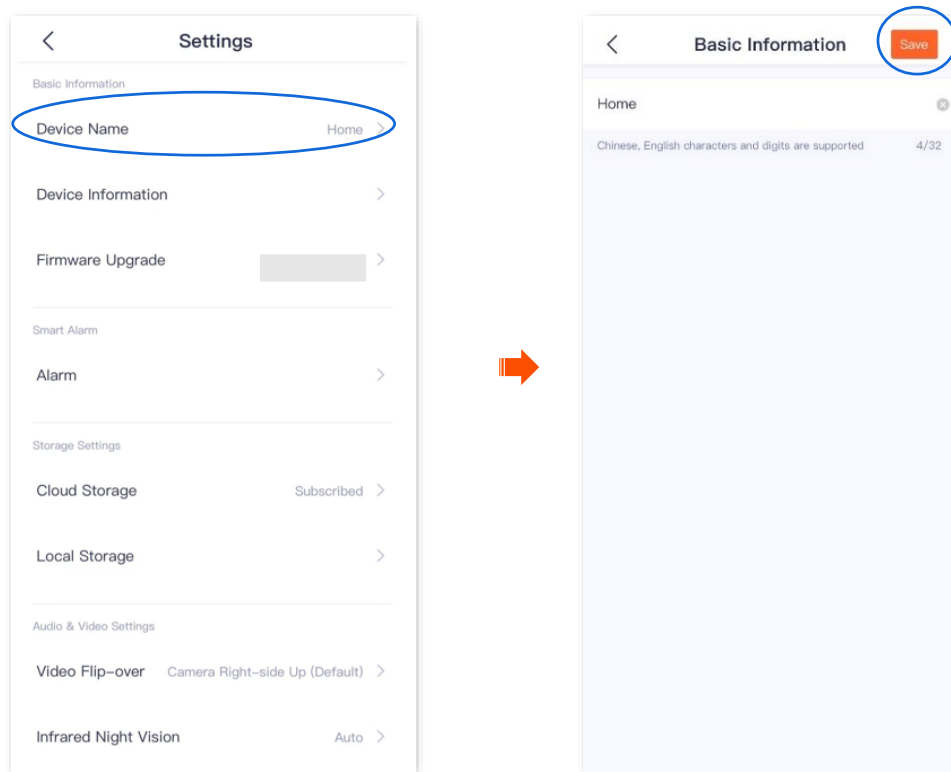 Settings
Basic Information
Device Name Home
Device Information
Firmware Upgrade
Smart Alarm
Alarm
Storage Settings
Cloud Storage Subscribed
Local Storage
Audio & Video Settings
Video Flip-over Camera Right-side Up (Default)
Infrared Night Vision Auto
Basic Information Save
Home
Chinese, English characters and digits are supported 4/32